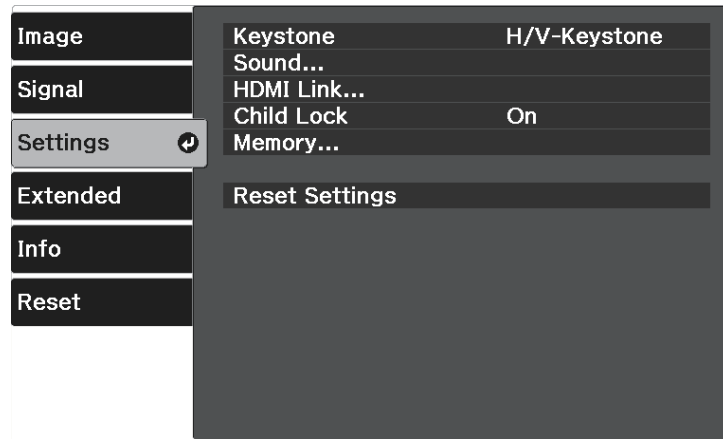 Image
Signal
Settings
Extended
Info
Reset
Keystone H/V-Keystone
Sound...
HDMI Link...
Child Lock On
Memory...
Reset Settings